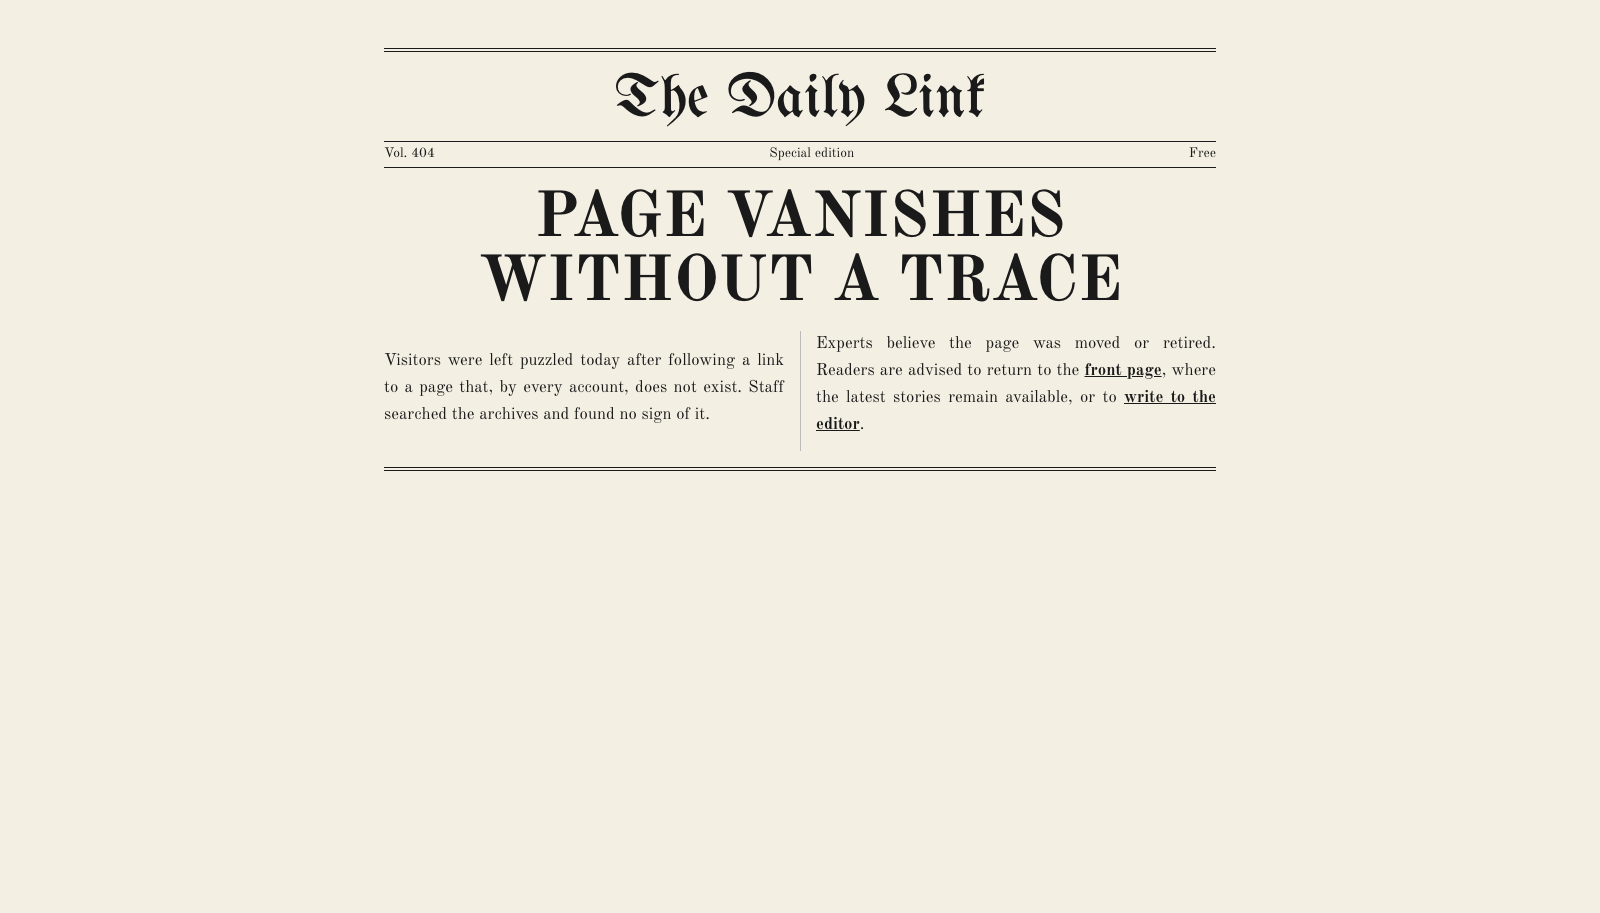 The Daily Link
Vol. 404
Special edition
Free
PAGE VANISHES
WITHOUT A TRACE
Visitors were left puzzled today after following a link
to a page that, by every account, does not exist. Staff
searched the archives and found no sign of it.
Experts believe the page was moved or retired.
Readers are advised to return to the front page, where
the latest stories remain available, or to write to the
editor.